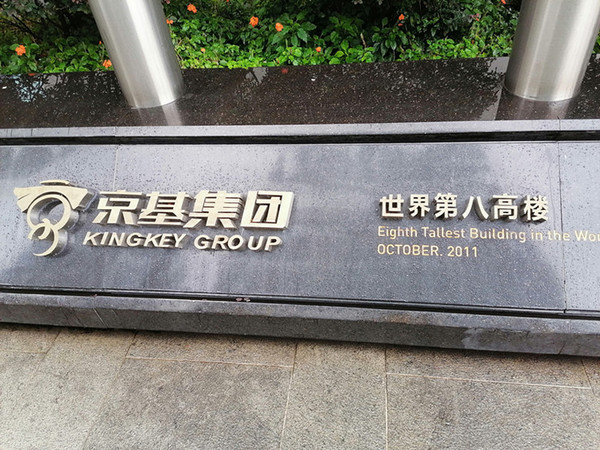 京基集团
KINGKEY GROUP
世界第八高楼
Eighth Tallest Building in the
OCTOBER. 2011